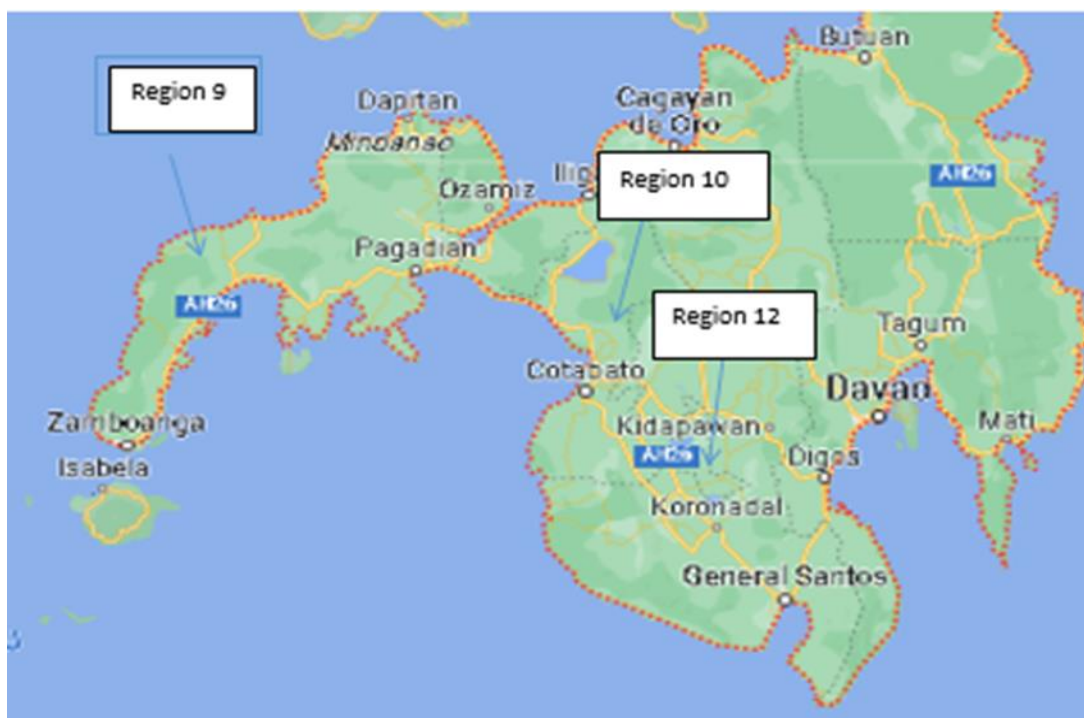 Butuan
Region 9
Dapitan
Mindanao
Cagayan
de Oro
AH26
Ozamiz
Region 10
Pagadian
AH26
Region 12
Tagum
Cotabato
Davao
Zamboanga
Kidapawan
Mati
AH26
Digos
Isabela
Koronadal
General Santos